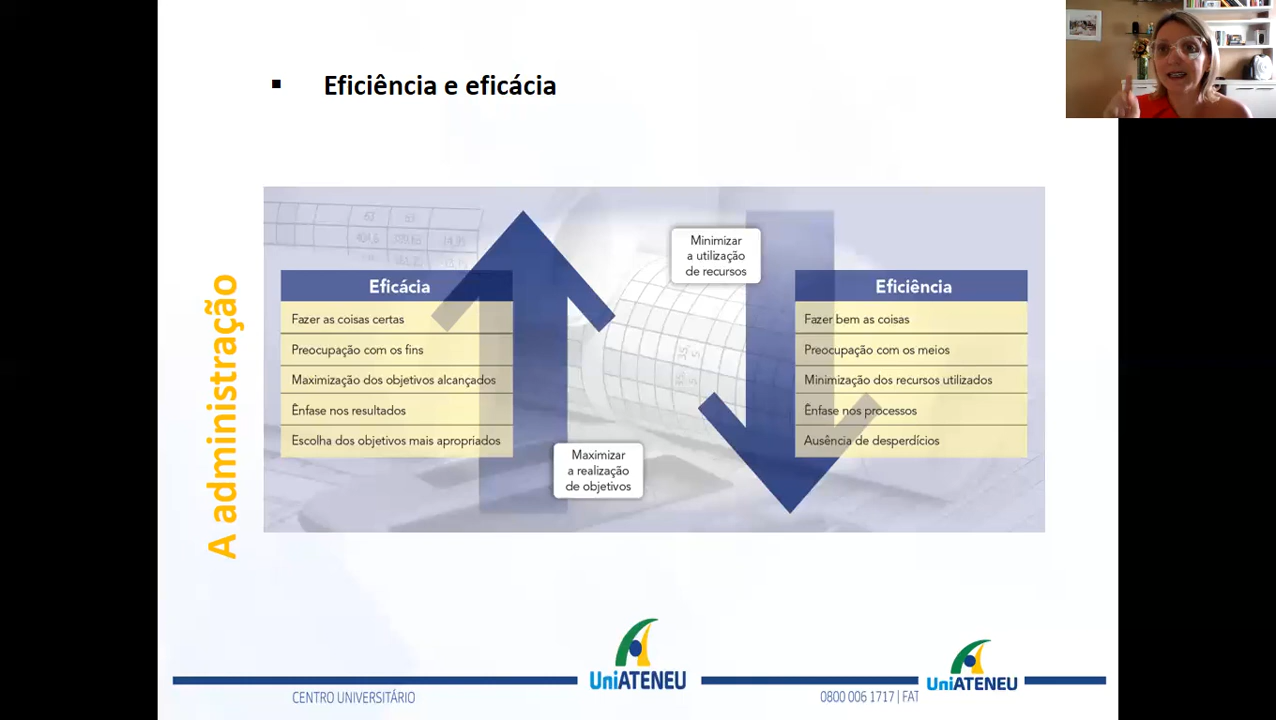 Eficiência e eficácia
A administração
Eficácia
Fazer as coisas certas
Preocupação com os fins
Maximização dos objetivos alcançados
Ênfase nos resultados
Escolha dos objetivos mais apropriados
Maximizar
a realização
de objetivos
Minimizar
a utilização
de recursos
Eficiência
Fazer bem as coisas
Preocupação com os meios
Minimização dos recursos utilizados
Ênfase nos processos
Ausência de desperdícios
CENTRO UNIVERSITÁRIO
UniATENEU
0800 006 1717 | FAT
UniATENEU